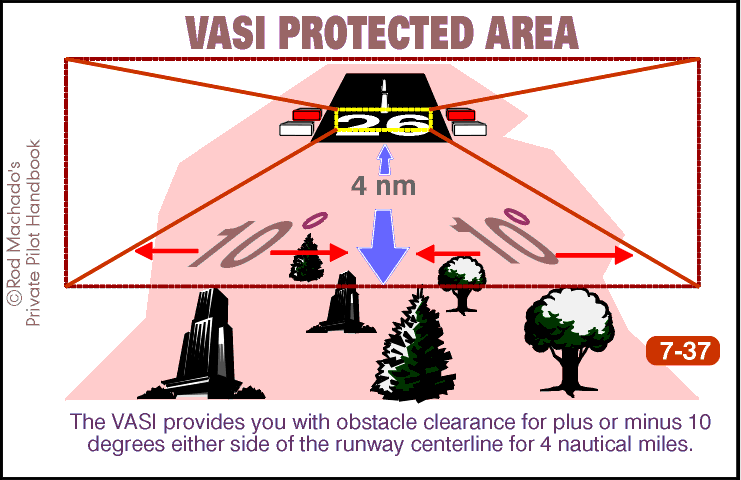 VASI PROTECTED AREA
26
4 nm
10°
10°
©Rod Machado's
Private Pilot Handbook
7-37
The VASI provides you with obstacle clearance for plus or minus 10
degrees either side of the runway centerline for 4 nautical miles.